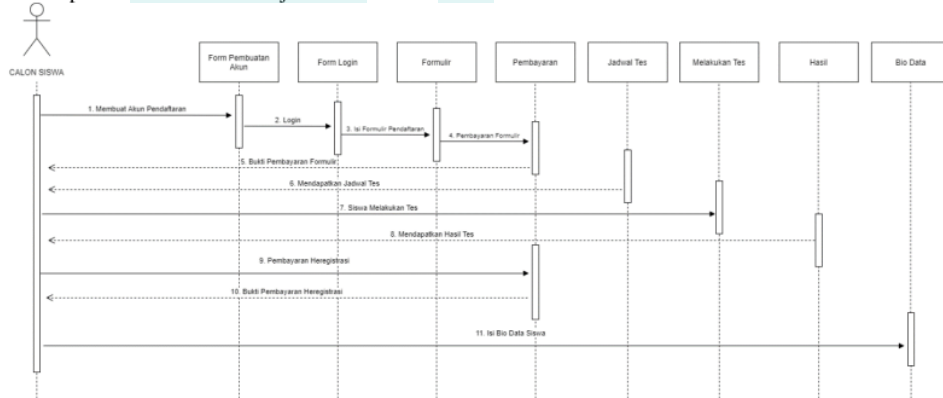 CALON SISWA
Form Pembuatan
Akun
Form Login
Formulir
Pembayaran
Jadwal Tes
Melakukan Tes
Hasil
Bio Data
1. Membuat Akun Pendaftaran
2. Login
3. Isi Formulir Pendaftaran
4. Pembayaran Formulir
5. Bukti Pembayaran Formulir
6. Mendapatkan Jadwal Tes
7. Siswa Melakukan Tes
8. Mendapatkan Hasil Tes
9. Pembayaran Heregistrasi
10. Bukti Pembayaran Heregistrasi
11. Isi Bio Data Siswa